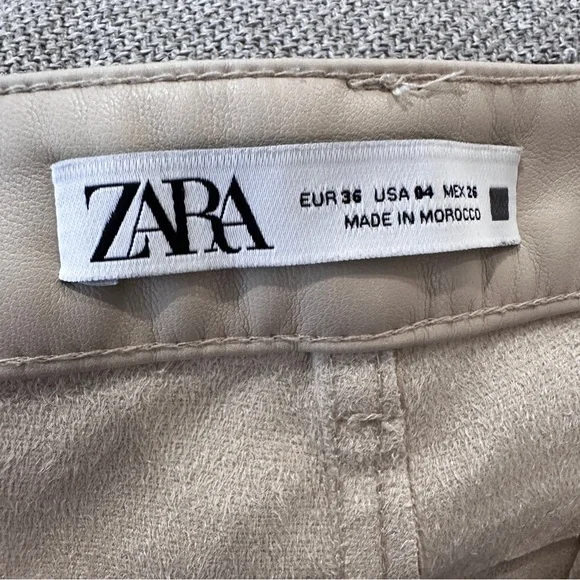 ZARA
EUR 36 USA 04 MEX 26
MADE IN MOROCCO